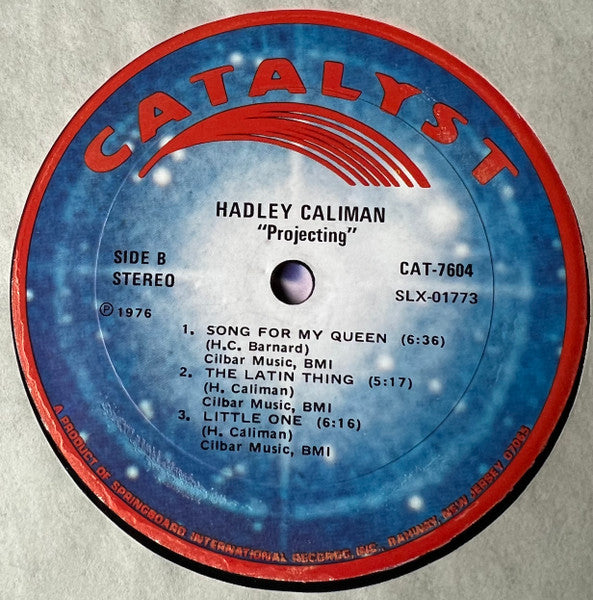 CATALYST
HADLEY CALIMAN
"Projecting"
SIDE B
STEREO
CAT-7604
SLX-01773
℗ 1976
1. SONG FOR MY QUEEN (6:36)
(H.C. Barnard)
Cilbar Music, BMI
2. THE LATIN THING (5:17)
(H. Caliman)
Cilbar Music, BMI
3. LITTLE ONE (6:16)
(H. Caliman)
Cilbar Music, BMI
A PRODUCT OF SPRINGBOARD INTERNATIONAL RECORDS, INC., RAHWAY, NEW JERSEY 07065